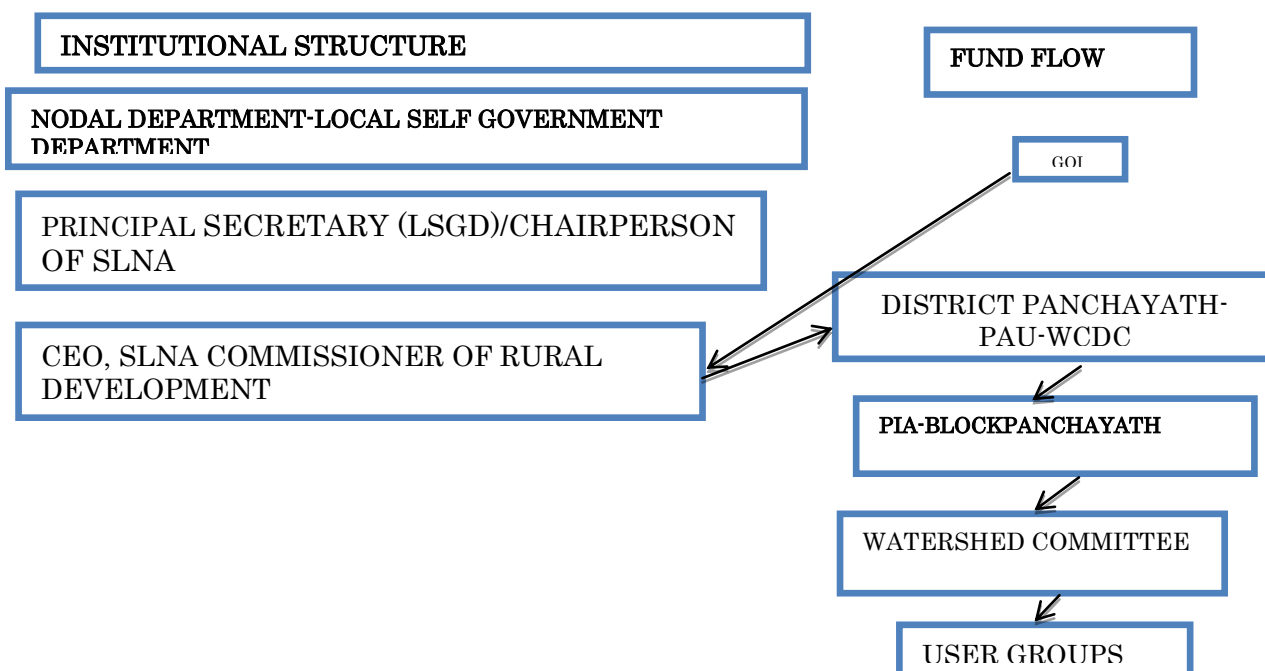 INSTITUTIONAL STRUCTURE
FUND FLOW
NODAL DEPARTMENT-LOCAL SELF GOVERNMENT
DEPARTMENT
GOI
PRINCIPAL SECRETARY (LSGD)/CHAIRPERSON
OF SLNA
DISTRICT PANCHAYATH-
PAU-WCDC
CEO, SLNA COMMISSIONER OF RURAL
DEVELOPMENT
PIA-BLOCKPANCHAYATH
WATERSHED COMMITTEE
USER GROUPS